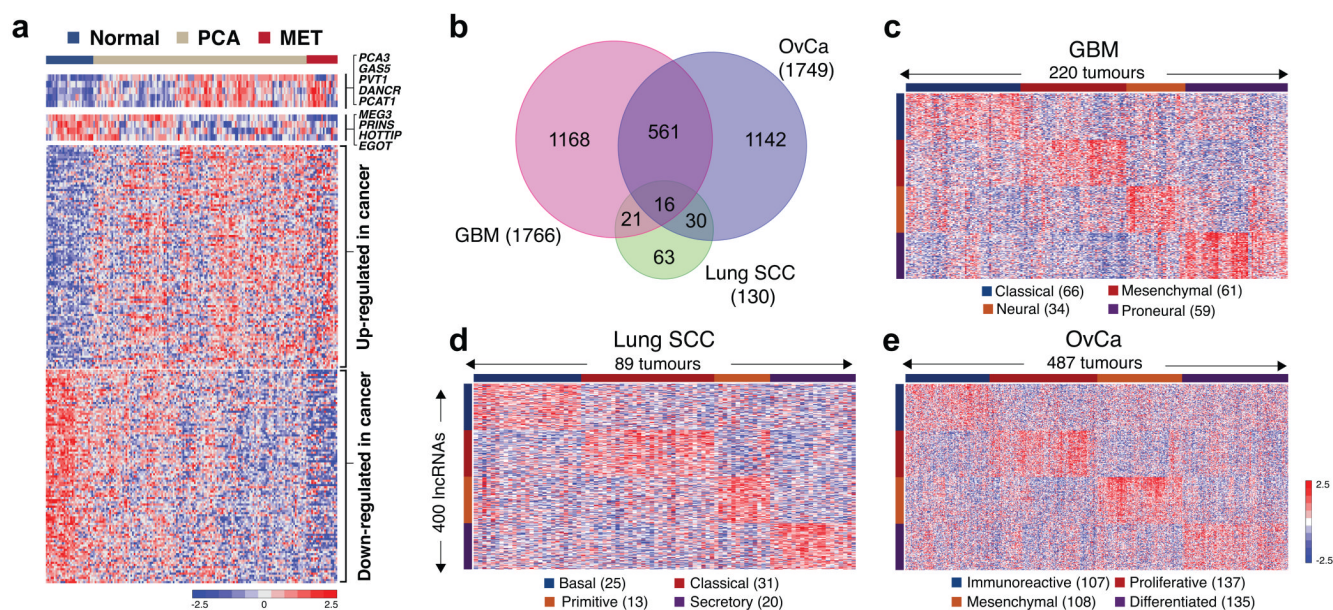 a
Normal PCA MET
PCA3
GAS5
PVT1
DANCR
PCAT1
MEG3
PRINS
HOTTIP
EGOT
Up-regulated in cancer
Down-regulated in cancer
-2.5 0 2.5
b
OvCa
(1749)
1168
561
1142
16
21
30
63
GBM (1766)
Lung SCC
(130)
c
GBM
220 tumours
Classical (66) Mesenchymal (61)
Neural (34) Proneural (59)
d
Lung SCC
89 tumours
400 lncRNAs
Basal (25) Classical (31)
Primitive (13) Secretory (20)
e
OvCa
487 tumours
Immunoreactive (107) Proliferative (137)
Mesenchymal (108) Differentiated (135)
2.5
0
-2.5